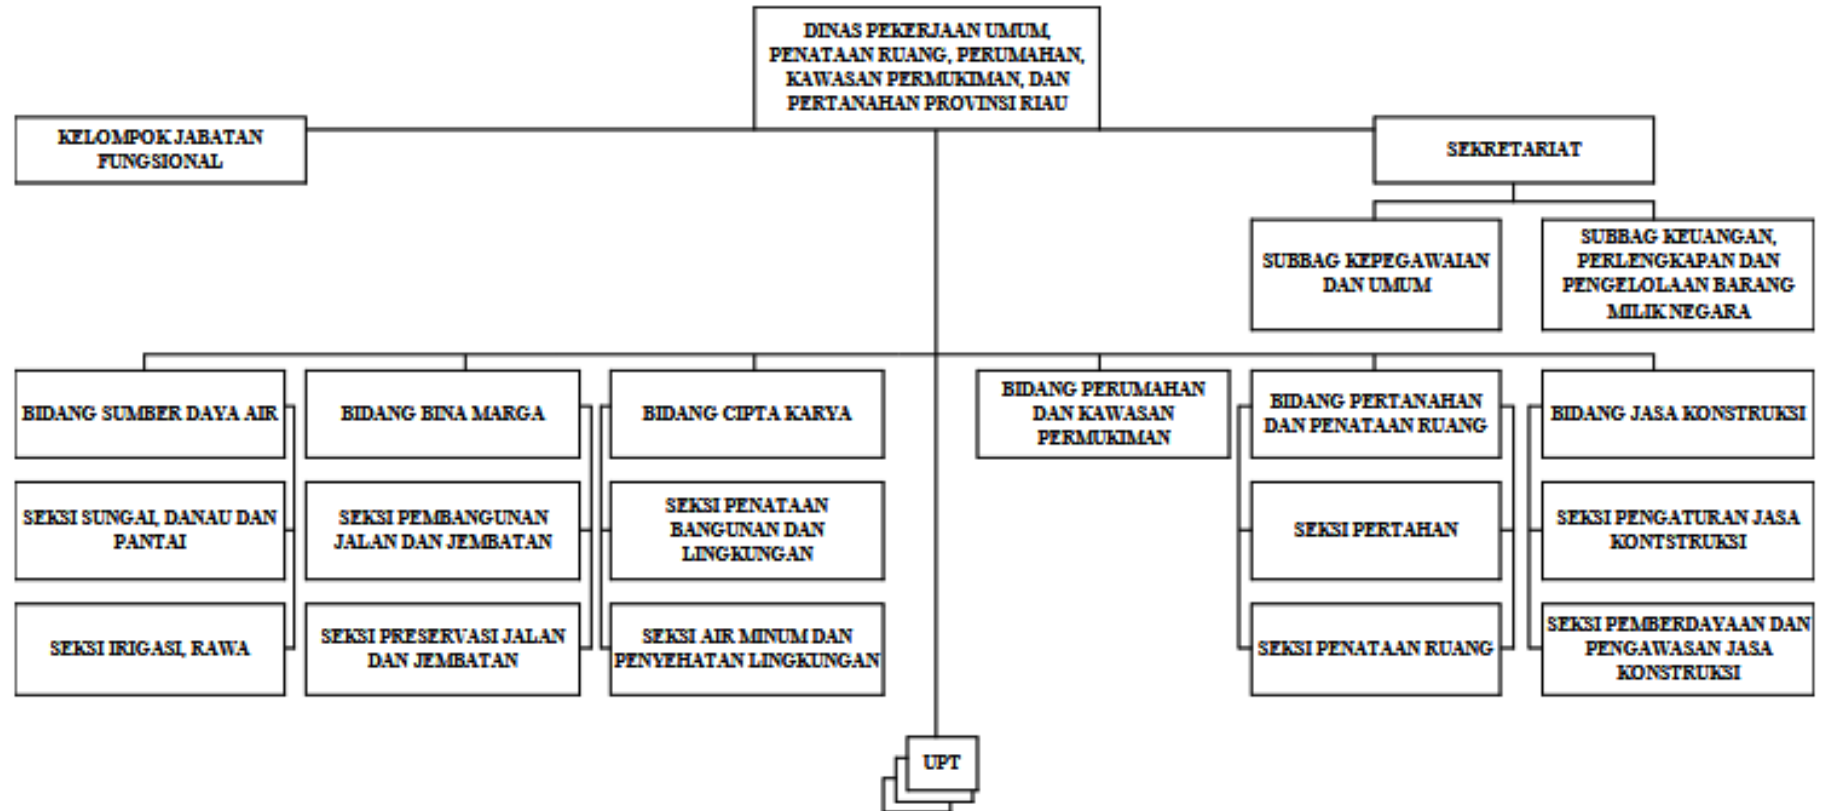 DINAS PEKERJAAN UMUM,
PENATAAN RUANG, PERUMAHAN,
KAWASAN PERMUKIMAN, DAN
PERTANAHAN PROVINSI RIAU
KELOMPOK JABATAN
FUNGSIONAL
SEKRETARIAT
SUBBAG KEPEGAWAIAN
DAN UMUM
SUBBAG KEUANGAN,
PERLENGKAPAN DAN
PENGELOLAAN BARANG
MILIK NEGARA
BIDANG SUMBER DAYA AIR
BIDANG BINA MARGA
BIDANG CIPTA KARYA
BIDANG PERUMAHAN
DAN KAWASAN
PERMUKIMAN
BIDANG PERTANAHAN
DAN PENATAAN RUANG
BIDANG JASA KONSTRUKSI
SEKSI SUNGAI, DANAU DAN
PANTAI
SEKSI PEMBANGUNAN
JALAN DAN JEMBATAN
SEKSI PENATAAN
BANGUNAN DAN
LINGKUNGAN
SEKSI PERTAHAN
SEKSI PENGATURAN JASA
KONTSTRUKSI
SEKSI IRIGASI, RAWA
SEKSI PRESERVASI JALAN
DAN JEMBATAN
SEKSI AIR MINUM DAN
PENYEHATAN LINGKUNGAN
SEKSI PENATAAN RUANG
SEKSI PEMBERDAYAAN DAN
PENGAWASAN JASA
KONSTRUKSI
UPT